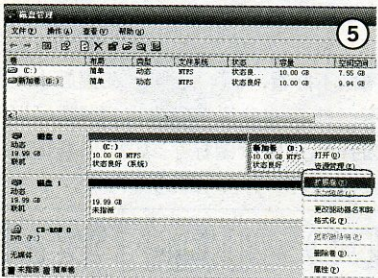 磁盘管理
5
文件(F) 操作(A) 查看(V) 帮助(H)
卷 布局 类型 文件系统 状态 容量 空闲空间
(C:) 简单 动态 NTFS 状态良... 10.00 GB 7.55 GB
新加卷 (D:) 简单 动态 NTFS 状态良好 10.00 GB 9.94 GB
磁盘 0
动态
19.99 GB
联机
(C:)
10.00 GB NTFS
状态良好 (系统)
新加卷 (D:)
10.00 GB NTFS
状态良好
打开(O)
资源管理(E)
扩展卷(X)
更改驱动器名和路
格式化(F)
删除卷(D)...
属性(P)
磁盘 1
动态
19.99 GB
联机
19.99 GB
未指派
CD-ROM 0
DVD (F:)
无媒体
未指派 简单卷